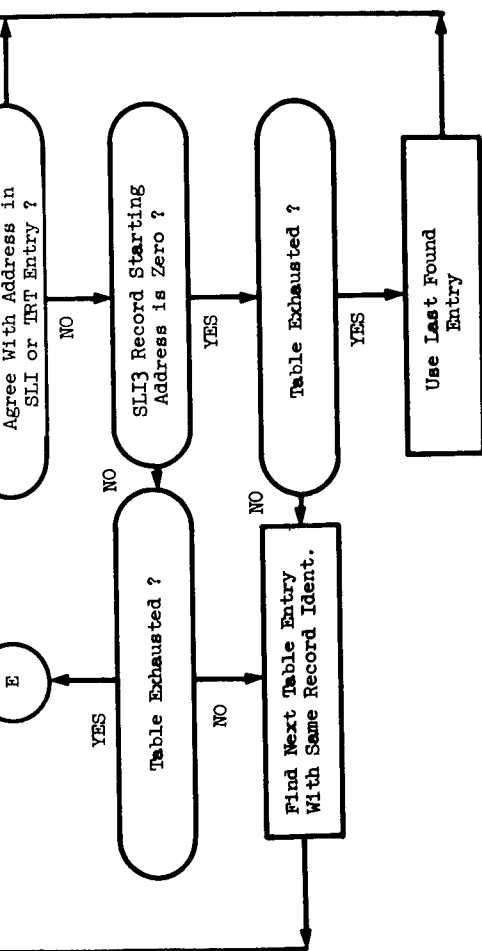 Agree With Address in
SLI or TRT Entry ?
NO
SLI3 Record Starting
Address is Zero ?
NO
YES
Table Exhausted ?
YES
NO
E
Table Exhausted ?
NO
YES
Find Next Table Entry
With Same Record Ident.
Use Last Found
Entry